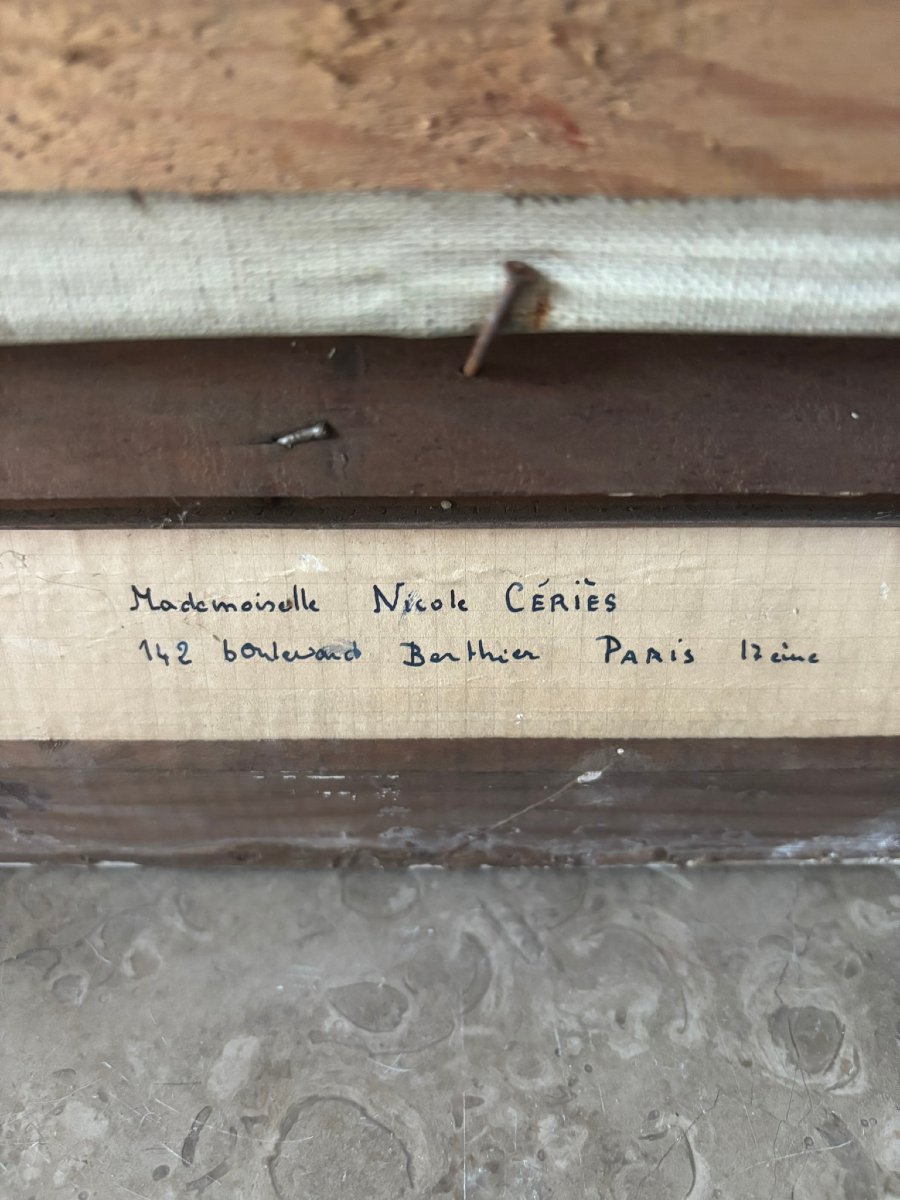 Mademoiselle Nicole CÉRIÈS
142 boulevard Berthier PARIS 17eme